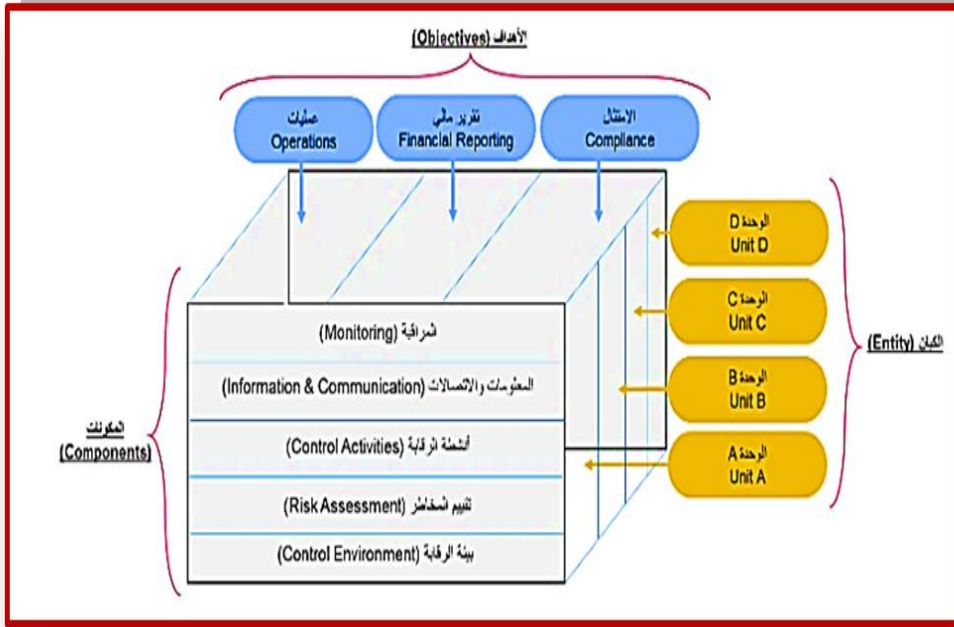 الأهداف (Objectives)
عمليات
Operations
تقرير مالي
Financial Reporting
الامتثال
Compliance
الوحدة D
Unit D
الوحدة C
Unit C
الوحدة B
Unit B
الوحدة A
Unit A
الكيان (Entity)
المراقبة (Monitoring)
المعلومات والاتصالات (Information & Communication)
أنشطة الرقابة (Control Activities)
تقييم المخاطر (Risk Assessment)
بيئة الرقابة (Control Environment)
المكونات
(Components)